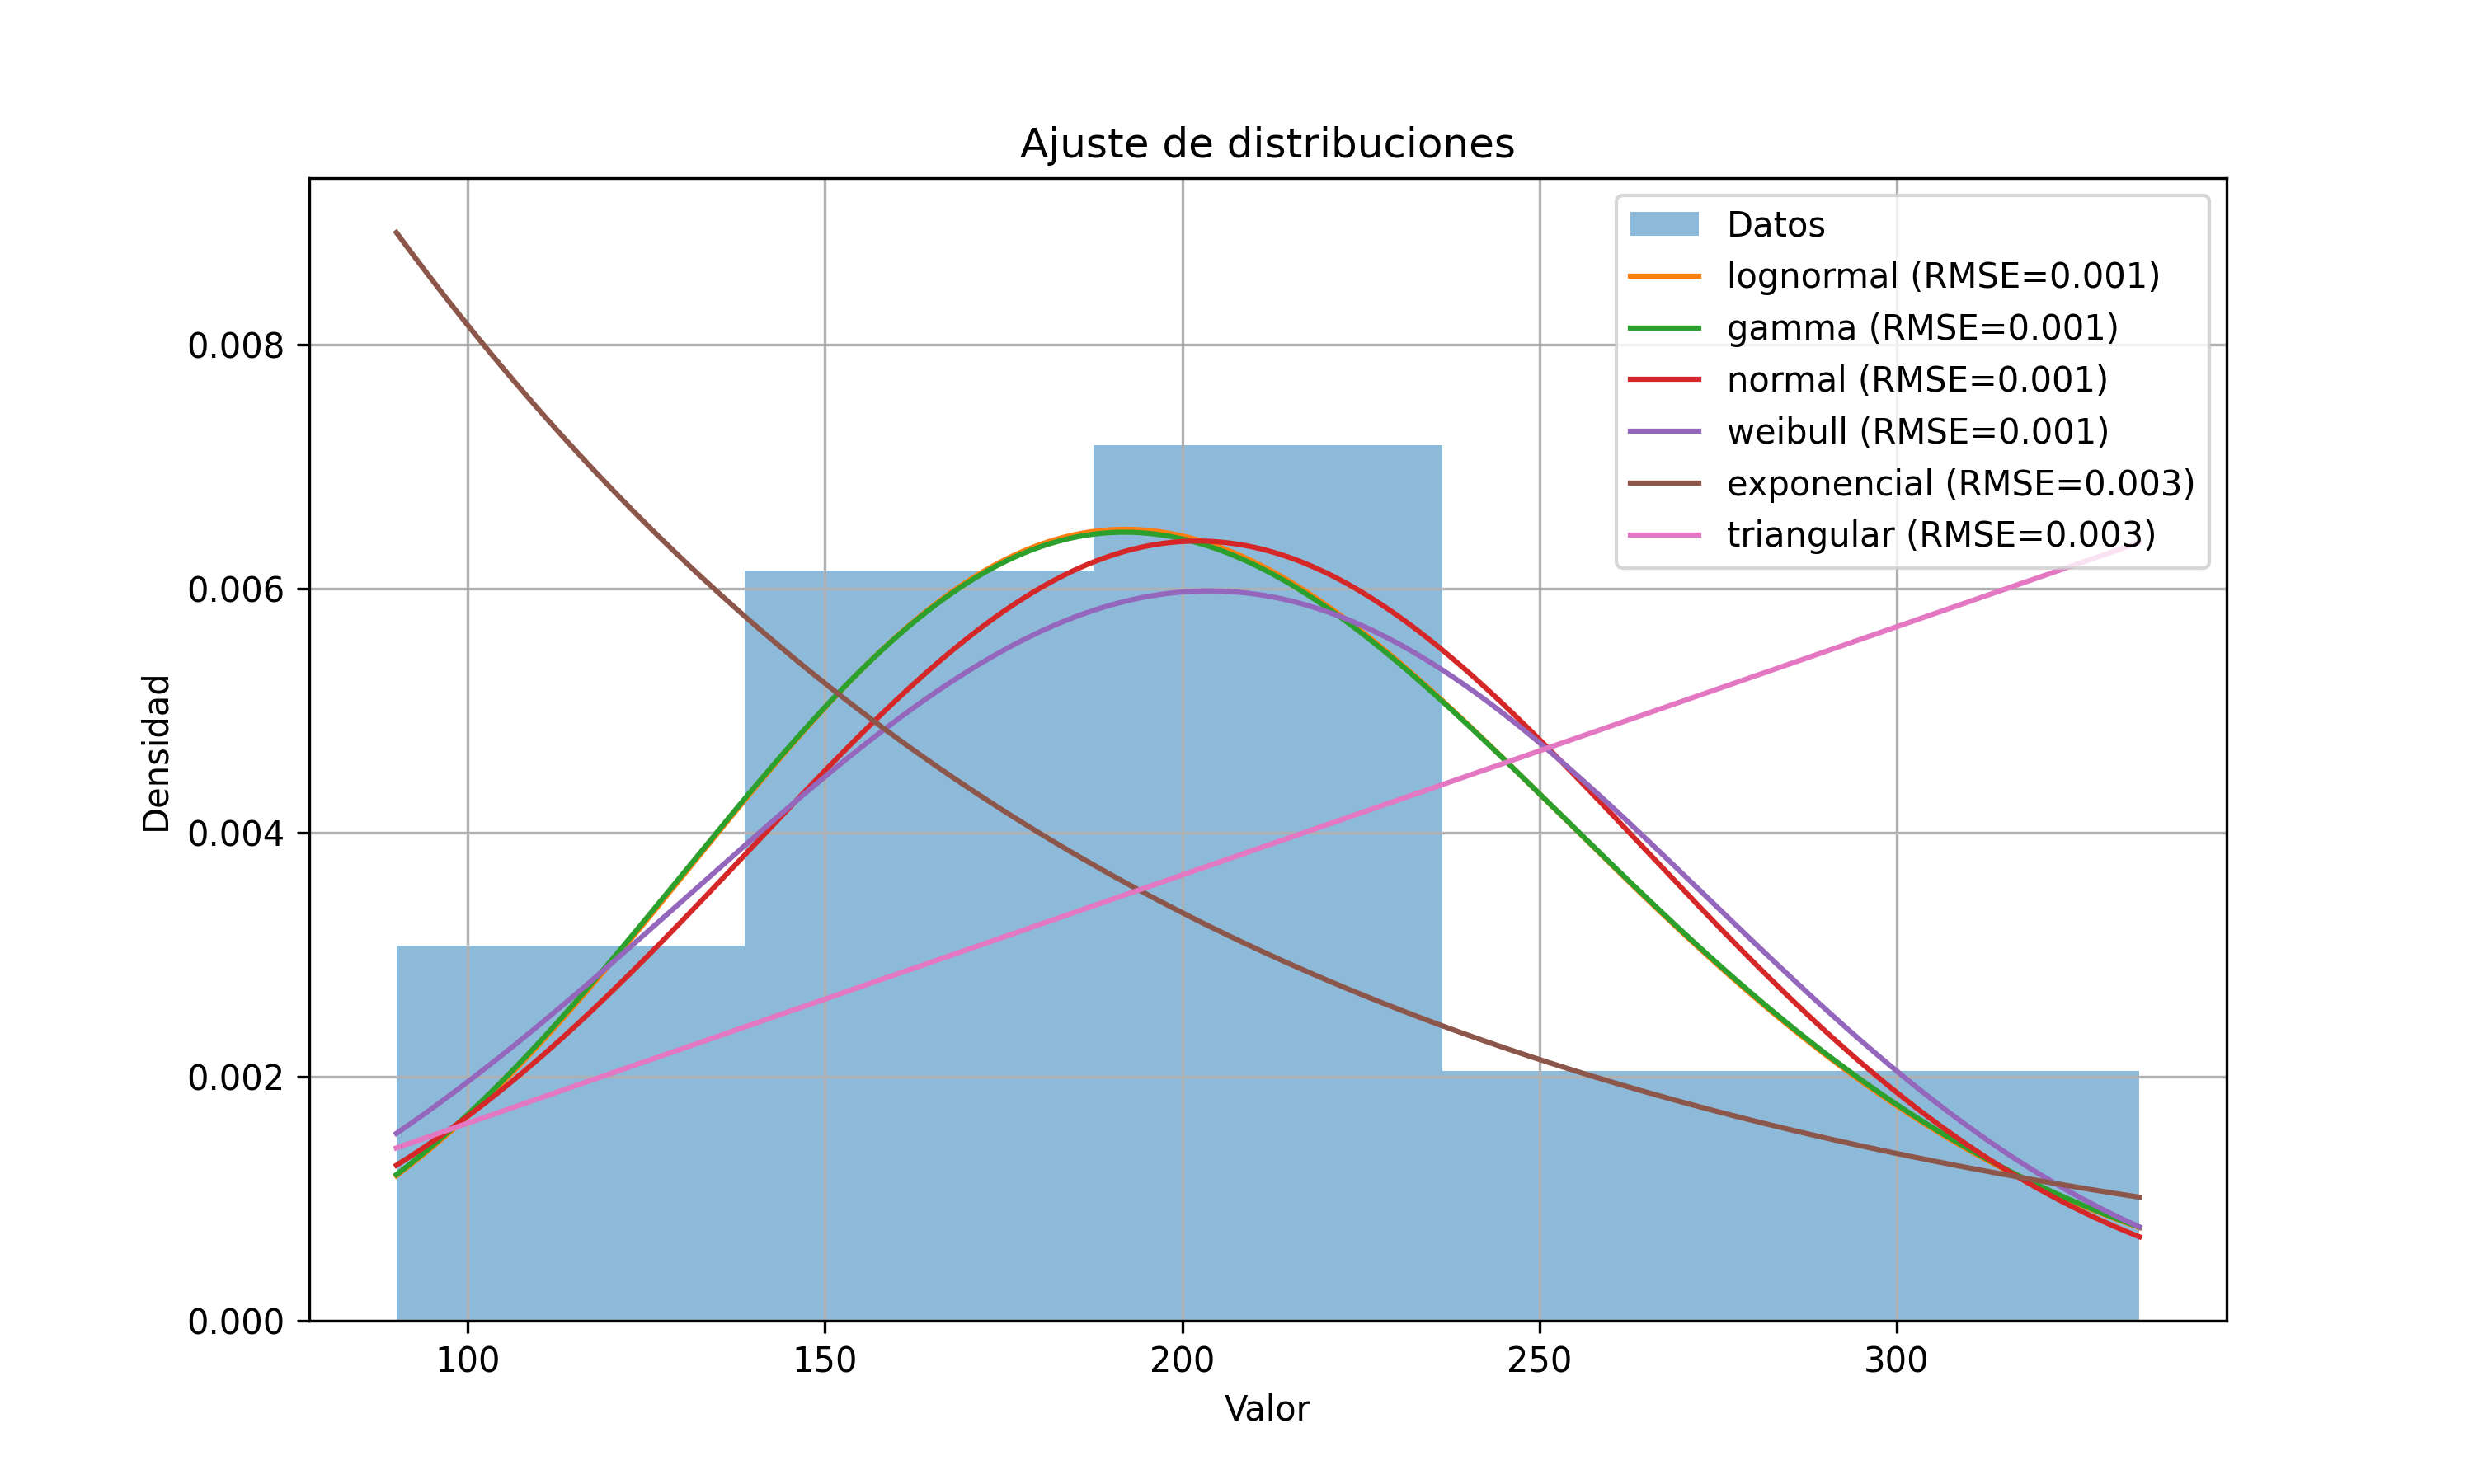 Ajuste de distribuciones
Datos
lognormal (RMSE=0.001)
gamma (RMSE=0.001)
normal (RMSE=0.001)
weibull (RMSE=0.001)
exponencial (RMSE=0.003)
triangular (RMSE=0.003)
Densidad
0.008
0.006
0.004
0.002
0.000
100 150 200 250 300
Valor